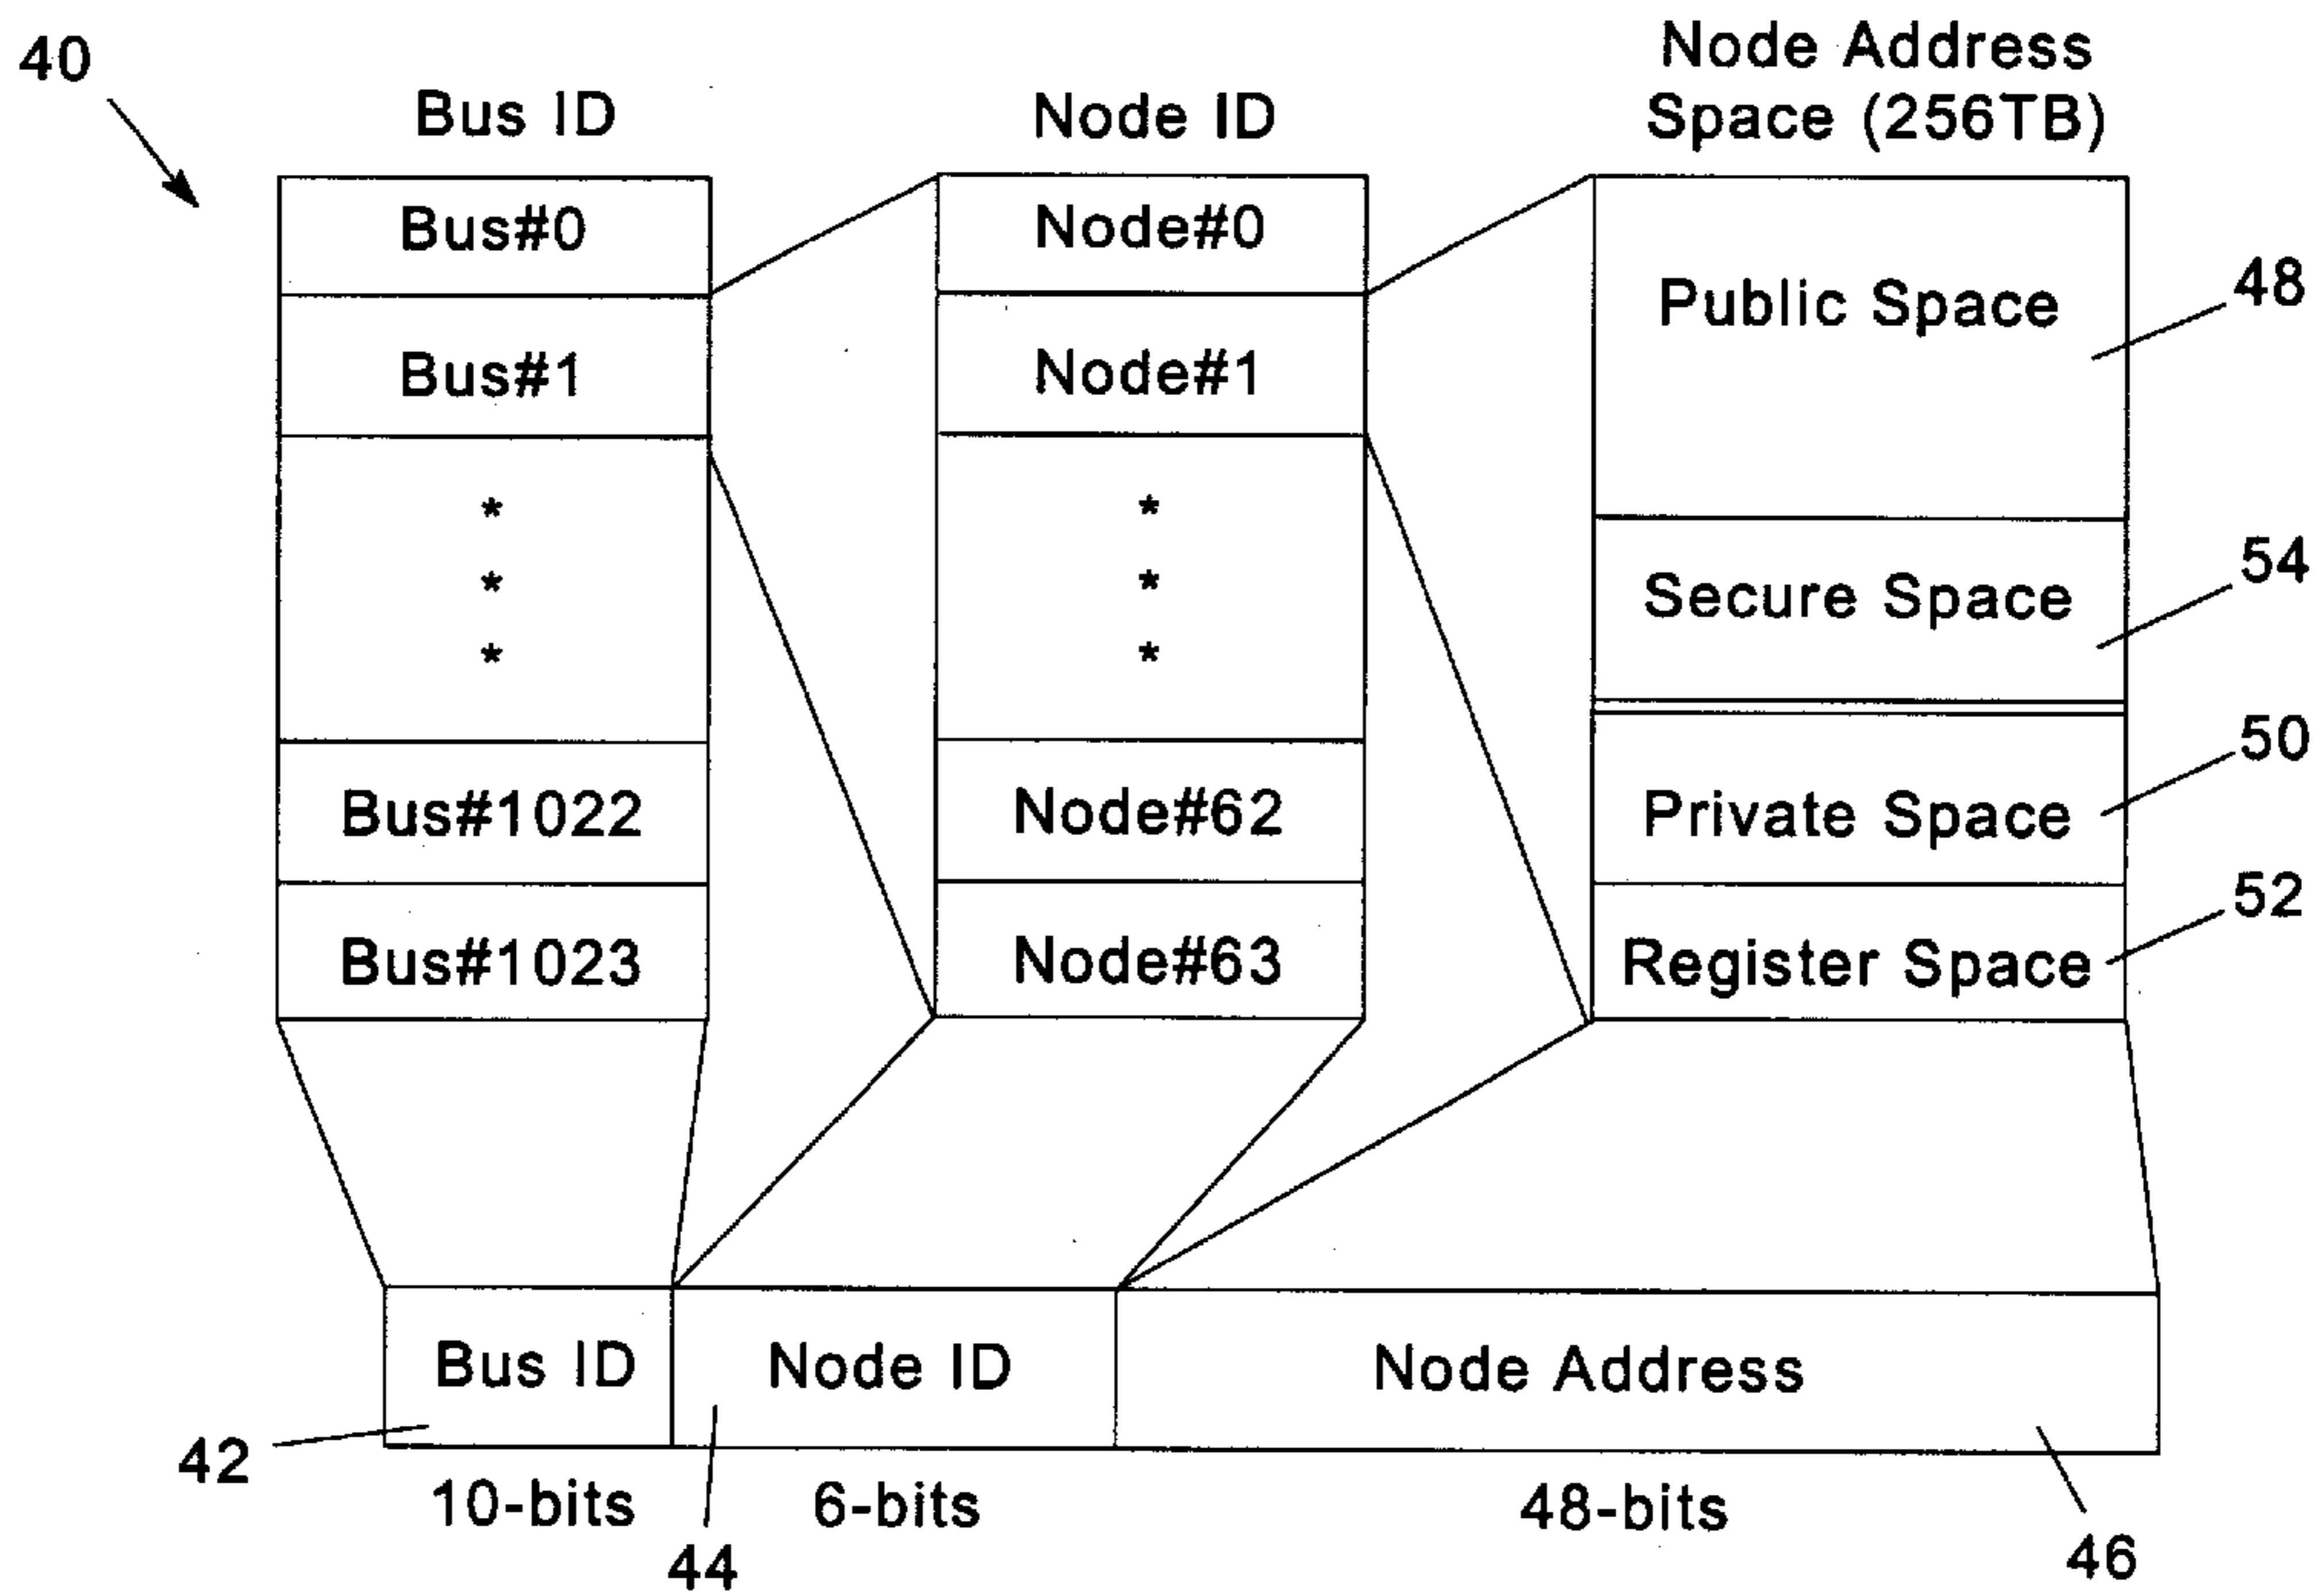 40
Bus ID
Node ID
Node Address
Space (256TB)
Bus#0
Node#0
Public Space
48
Bus#1
Node#1
*
*
*
*
*
*
Secure Space
54
Bus#1022
Node#62
Private Space
50
Bus#1023
Node#63
Register Space
52
Bus ID
Node ID
Node Address
42
10-bits
44
6-bits
48-bits
46